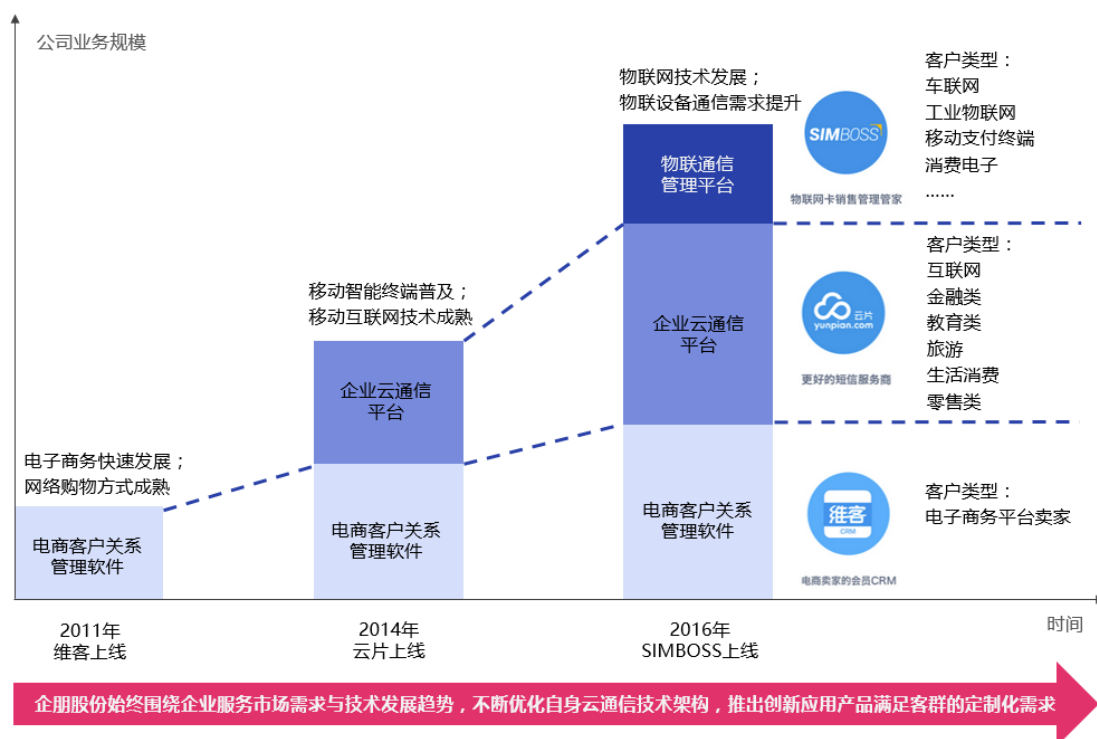 公司业务规模
物联网技术发展；
物联设备通信需求提升
客户类型：
车联网
工业物联网
移动支付终端
消费电子
……
SIMBOSS
物联网卡销售管理管家
物联通信
管理平台
移动智能终端普及；
移动互联网技术成熟
企业云通信
平台
客户类型：
互联网
金融类
教育类
旅游
生活消费
零售类
云片
yunpian.com
更好的短信服务商
企业云通信
平台
电子商务快速发展；
网络购物方式成熟
电商客户关系
管理软件
电商客户关系
管理软件
电商客户关系
管理软件
维客
CRM
电商卖家的会员CRM
客户类型：
电子商务平台卖家
2011年
维客上线
2014年
云片上线
2016年
SIMBOSS上线
时间
企朋股份始终围绕企业服务市场需求与技术发展趋势，不断优化自身云通信技术架构，推出创新应用产品满足客群的定制化需求